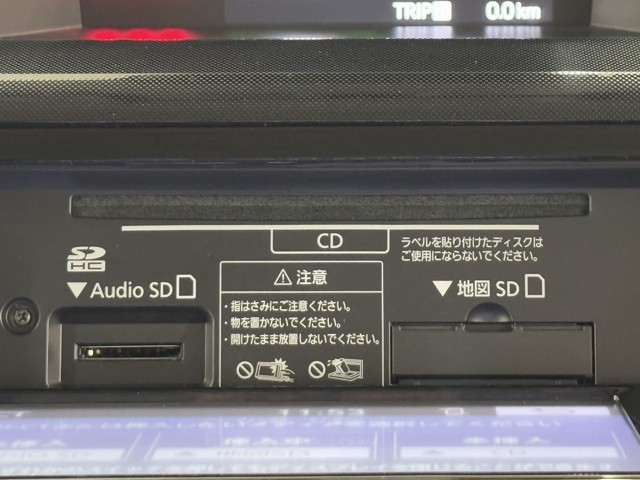 TRIP 0.0km
CD
ラベルを貼り付けたディスクは
ご使用にならないでください。
SD
HC
▼Audio SD
⚠注意
・指はさみにご注意ください。
・物を置かないでください。
・開けたまま放置しないでください。
▼地図 SD
11:53